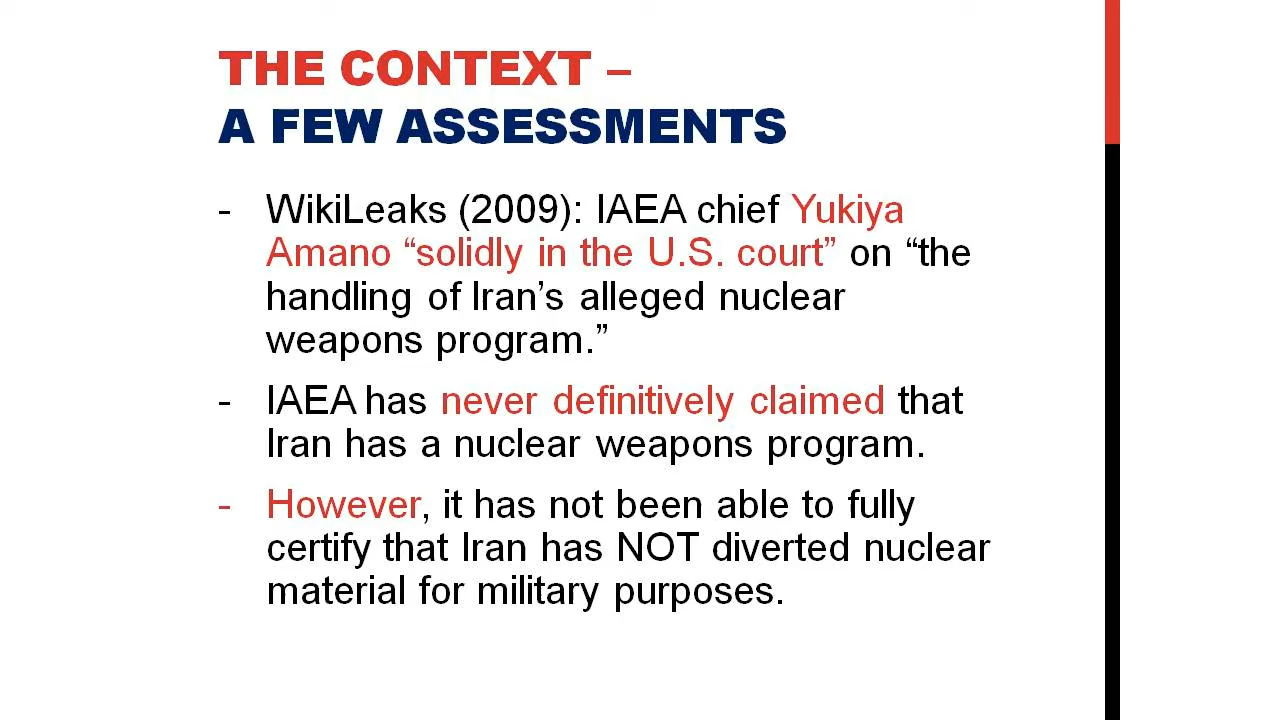 THE CONTEXT –
A FEW ASSESSMENTS
- WikiLeaks (2009): IAEA chief Yukiya
Amano “solidly in the U.S. court” on “the
handling of Iran’s alleged nuclear
weapons program.”
- IAEA has never definitively claimed that
Iran has a nuclear weapons program.
- However, it has not been able to fully
certify that Iran has NOT diverted nuclear
material for military purposes.